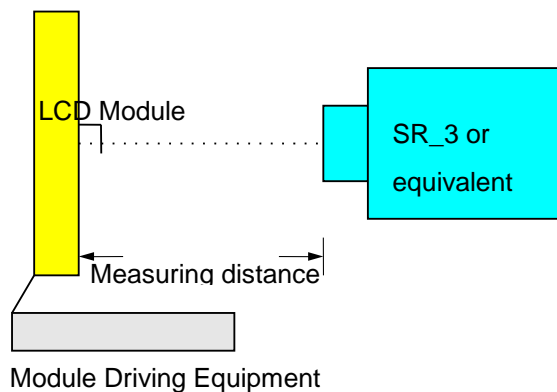 LCD Module
SR_3 or
equivalent
Measuring distance
Module Driving Equipment